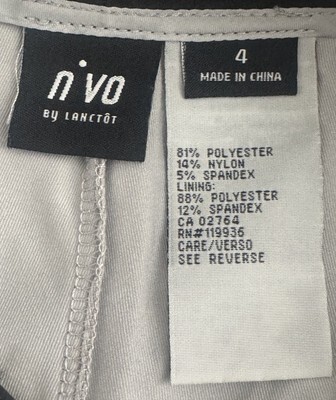 nivo
BY LANCTÔT
4
MADE IN CHINA
81% POLYESTER
14% NYLON
5% SPANDEX
LINING:
88% POLYESTER
12% SPANDEX
CA 02764
RN#119936
CARE/VERSO
SEE REVERSE